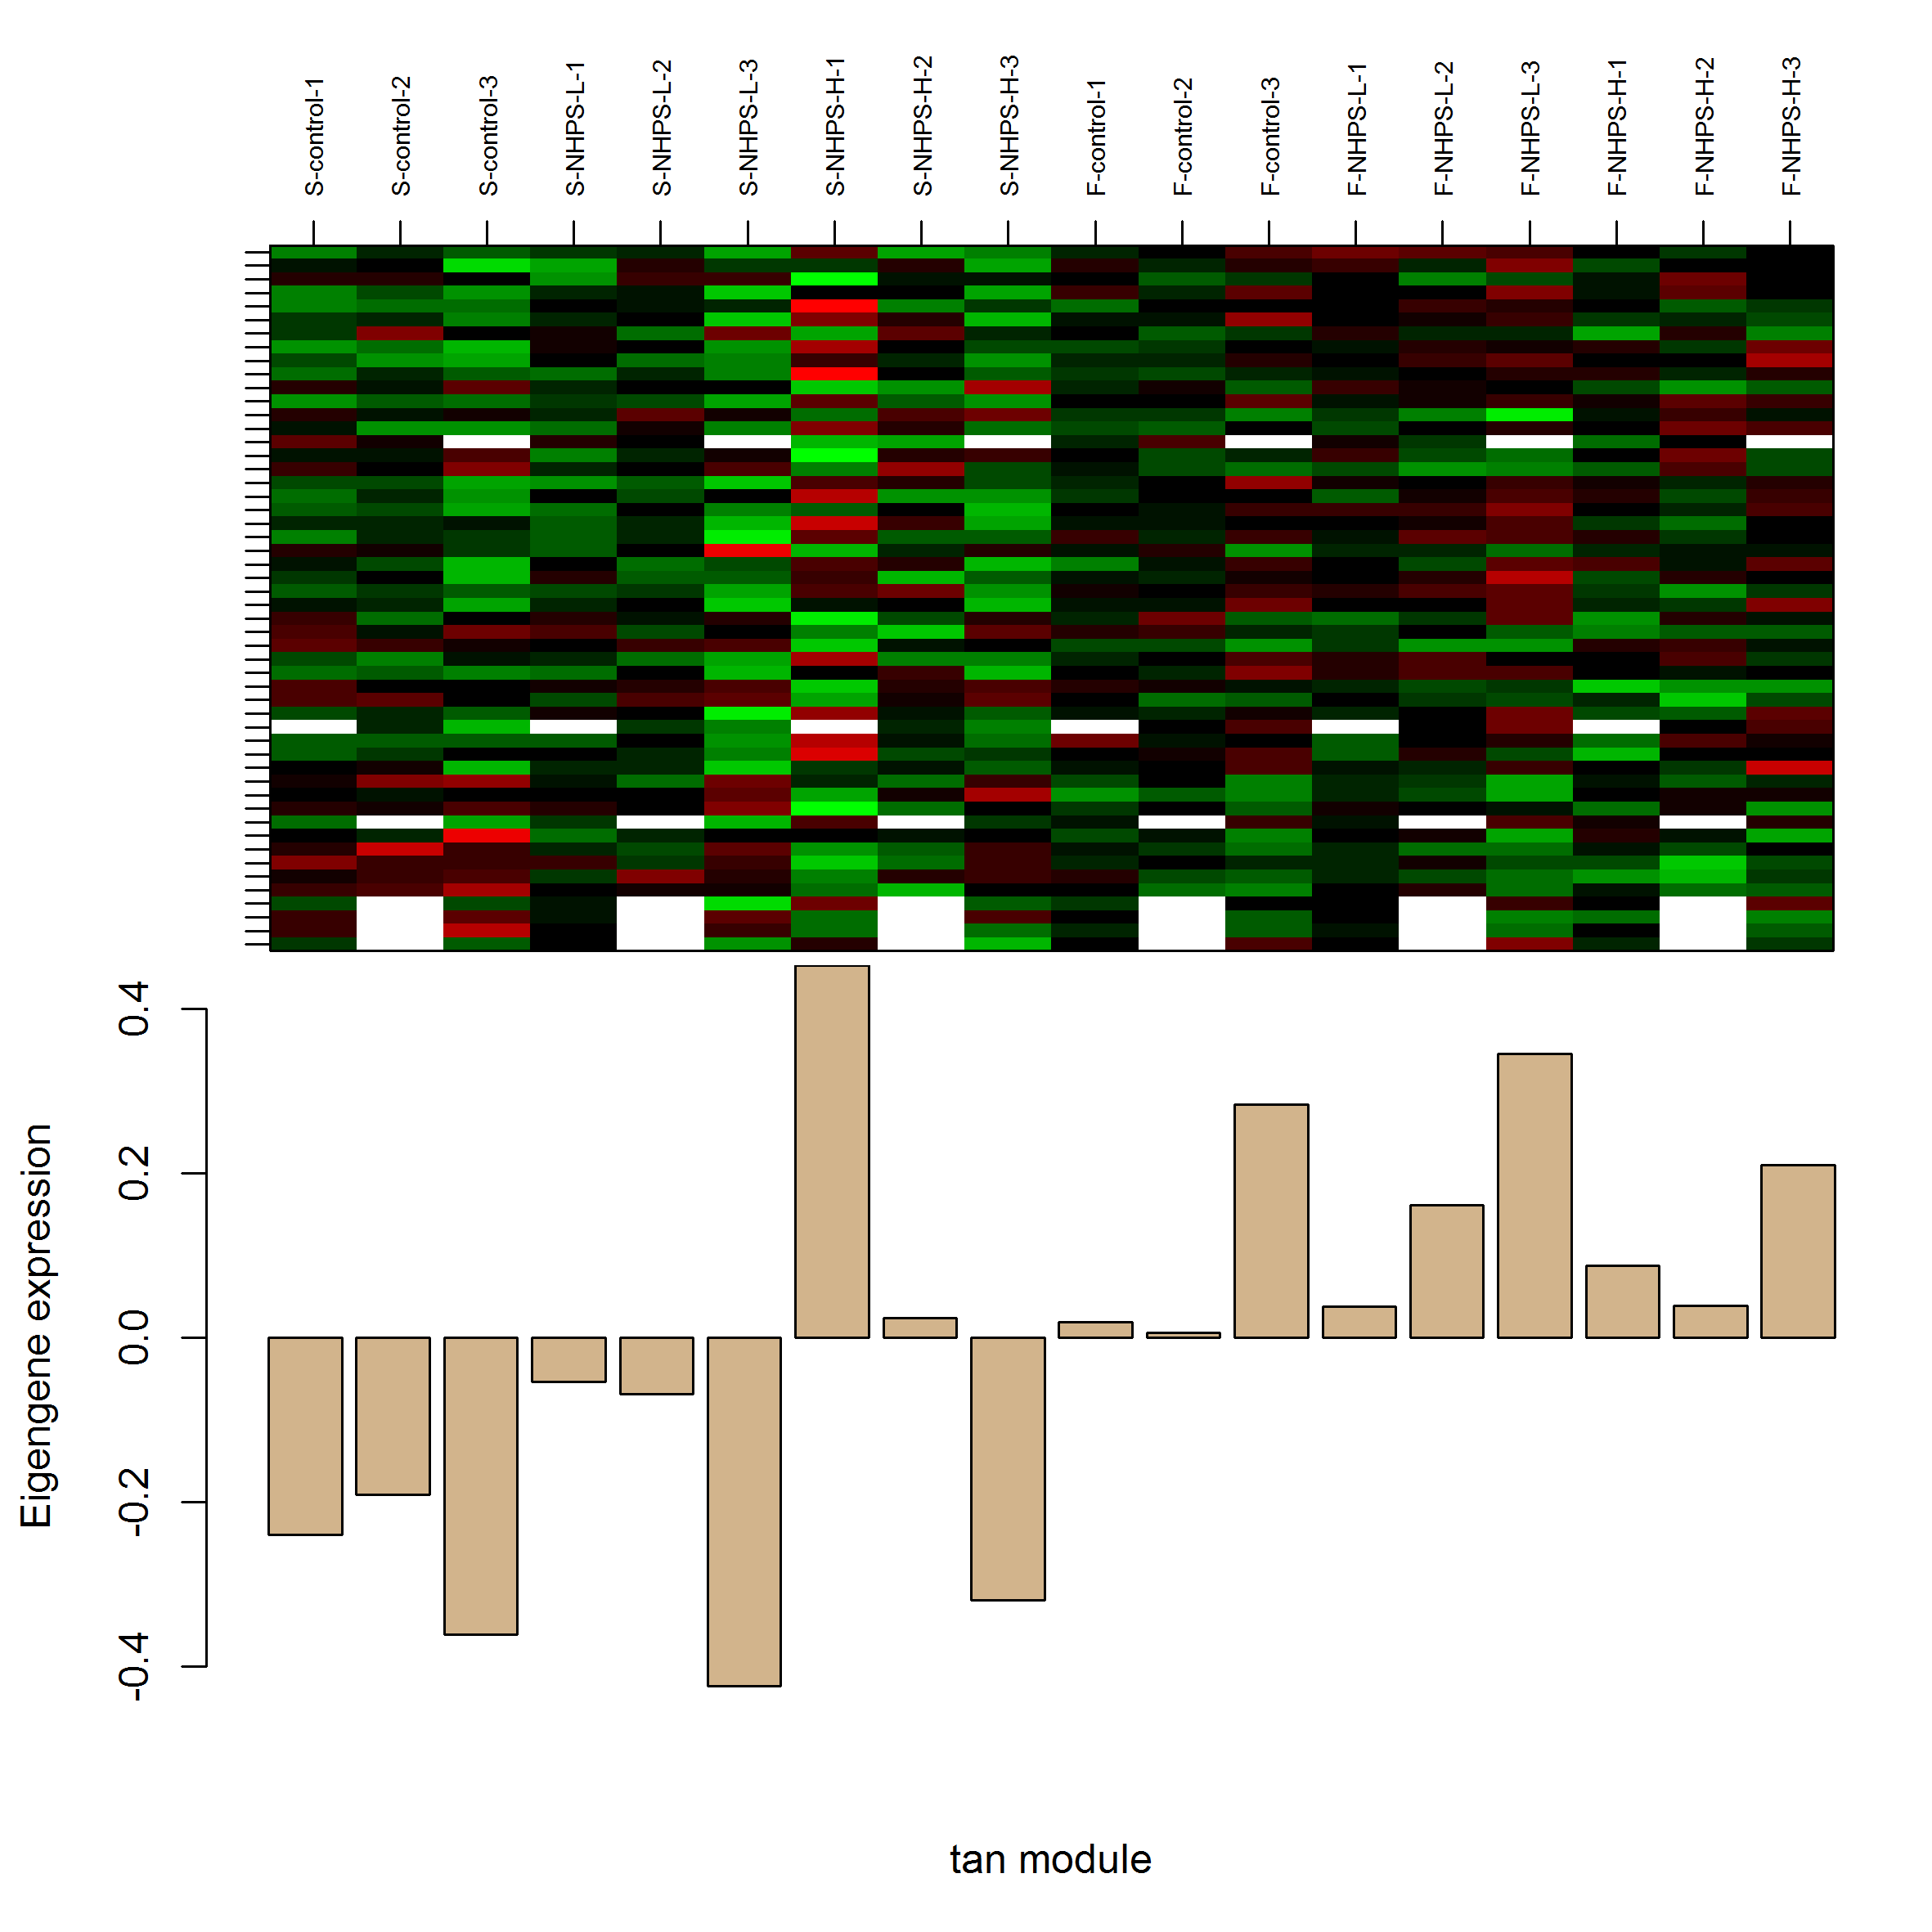 S-control-1
S-control-2
S-control-3
S-NHPS-L-1
S-NHPS-L-2
S-NHPS-L-3
S-NHPS-H-1
S-NHPS-H-2
S-NHPS-H-3
F-control-1
F-control-2
F-control-3
F-NHPS-L-1
F-NHPS-L-2
F-NHPS-L-3
F-NHPS-H-1
F-NHPS-H-2
F-NHPS-H-3
Eigengene expression
0.4
0.2
0.0
-0.2
-0.4
tan module